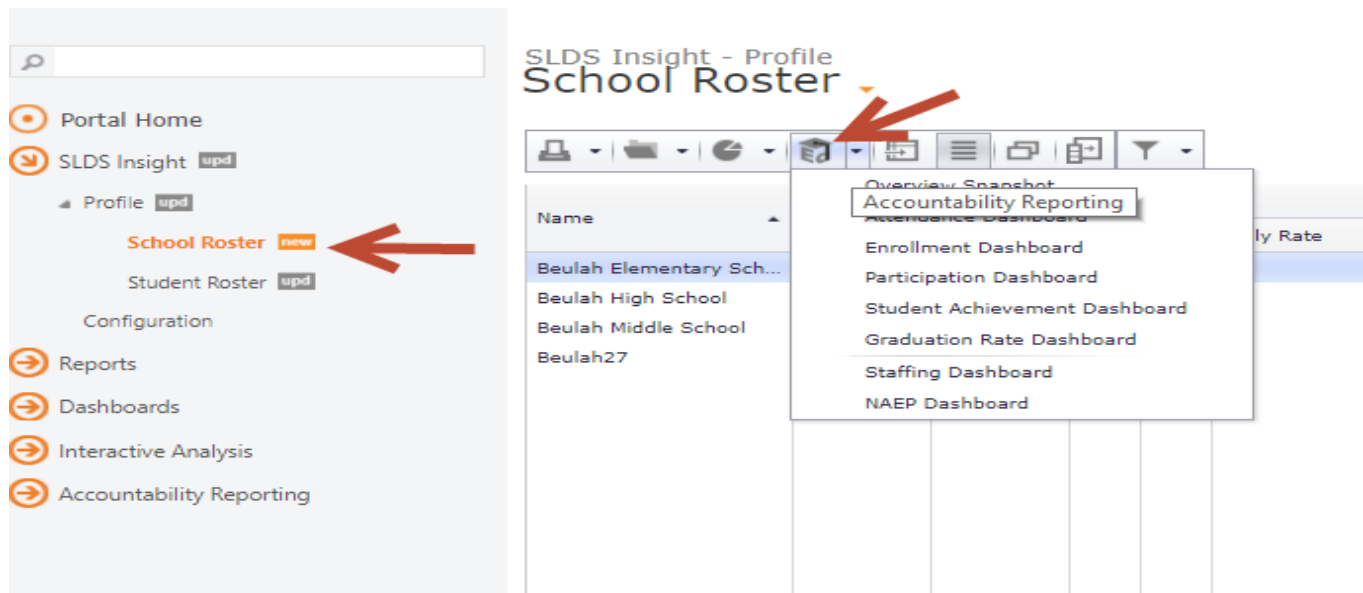 Portal Home
SLDS Insight upd
Profile upd
School Roster new
Student Roster upd
Configuration
Reports
Dashboards
Interactive Analysis
Accountability Reporting
SLDS Insight - Profile
School Roster
Name
ly Rate
Beulah Elementary Sch...
Beulah High School
Beulah Middle School
Beulah27
Overview Snapshot
Accountability Reporting
Attendance Dashboard
Enrollment Dashboard
Participation Dashboard
Student Achievement Dashboard
Graduation Rate Dashboard
Staffing Dashboard
NAEP Dashboard